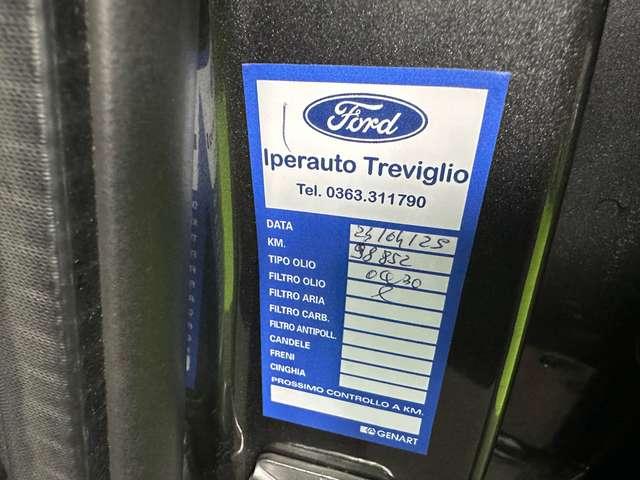 Ford
Iperauto Treviglio
Tel. 0363.311790
DATA 24/04/25
KM. 98852
TIPO OLIO 0W30
FILTRO OLIO
FILTRO ARIA
FILTRO CARB.
FILTRO ANTIPOLL.
CANDELE
FRENI
CINGHIA
PROSSIMO CONTROLLO A KM.
GENART